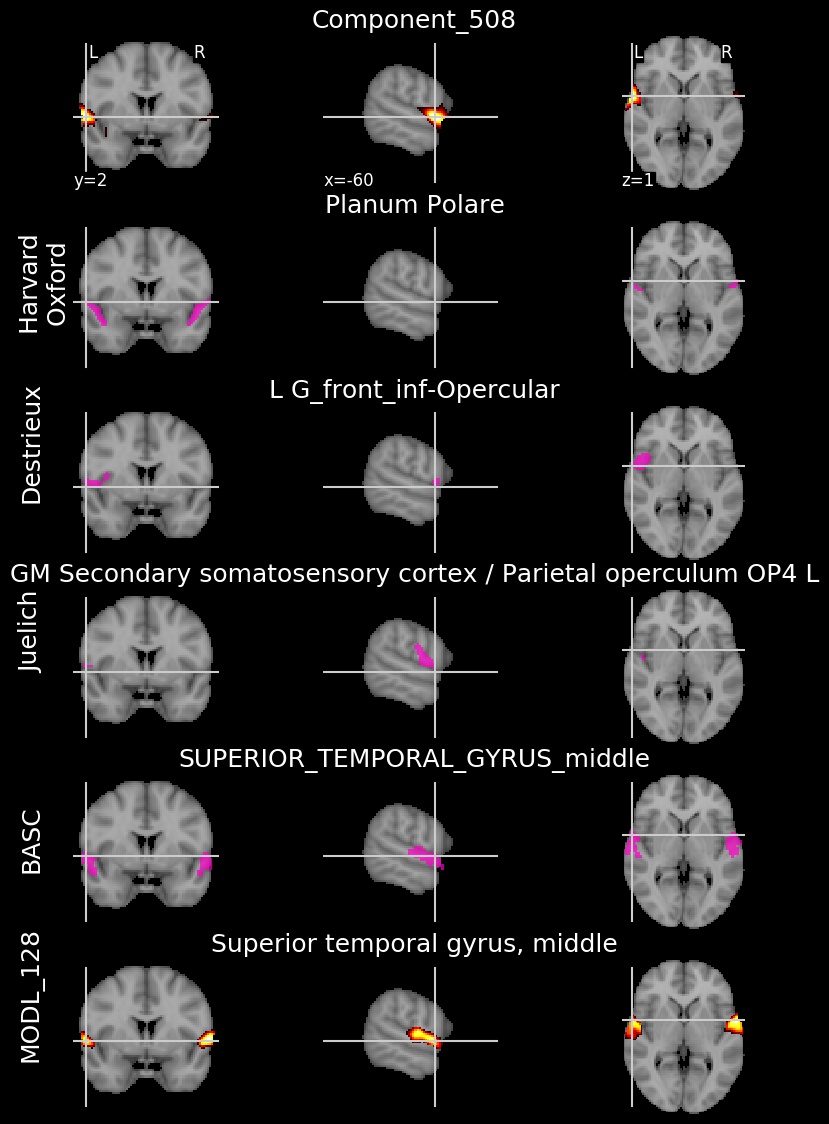 Component_508
L R
L R
y=2
x=-60
z=1
Planum Polare
Harvard
Oxford
L G_front_inf-Opercular
Destrieux
GM Secondary somatosensory cortex / Parietal operculum OP4 L
Juelich
SUPERIOR_TEMPORAL_GYRUS_middle
BASC
Superior temporal gyrus, middle
MODL_128